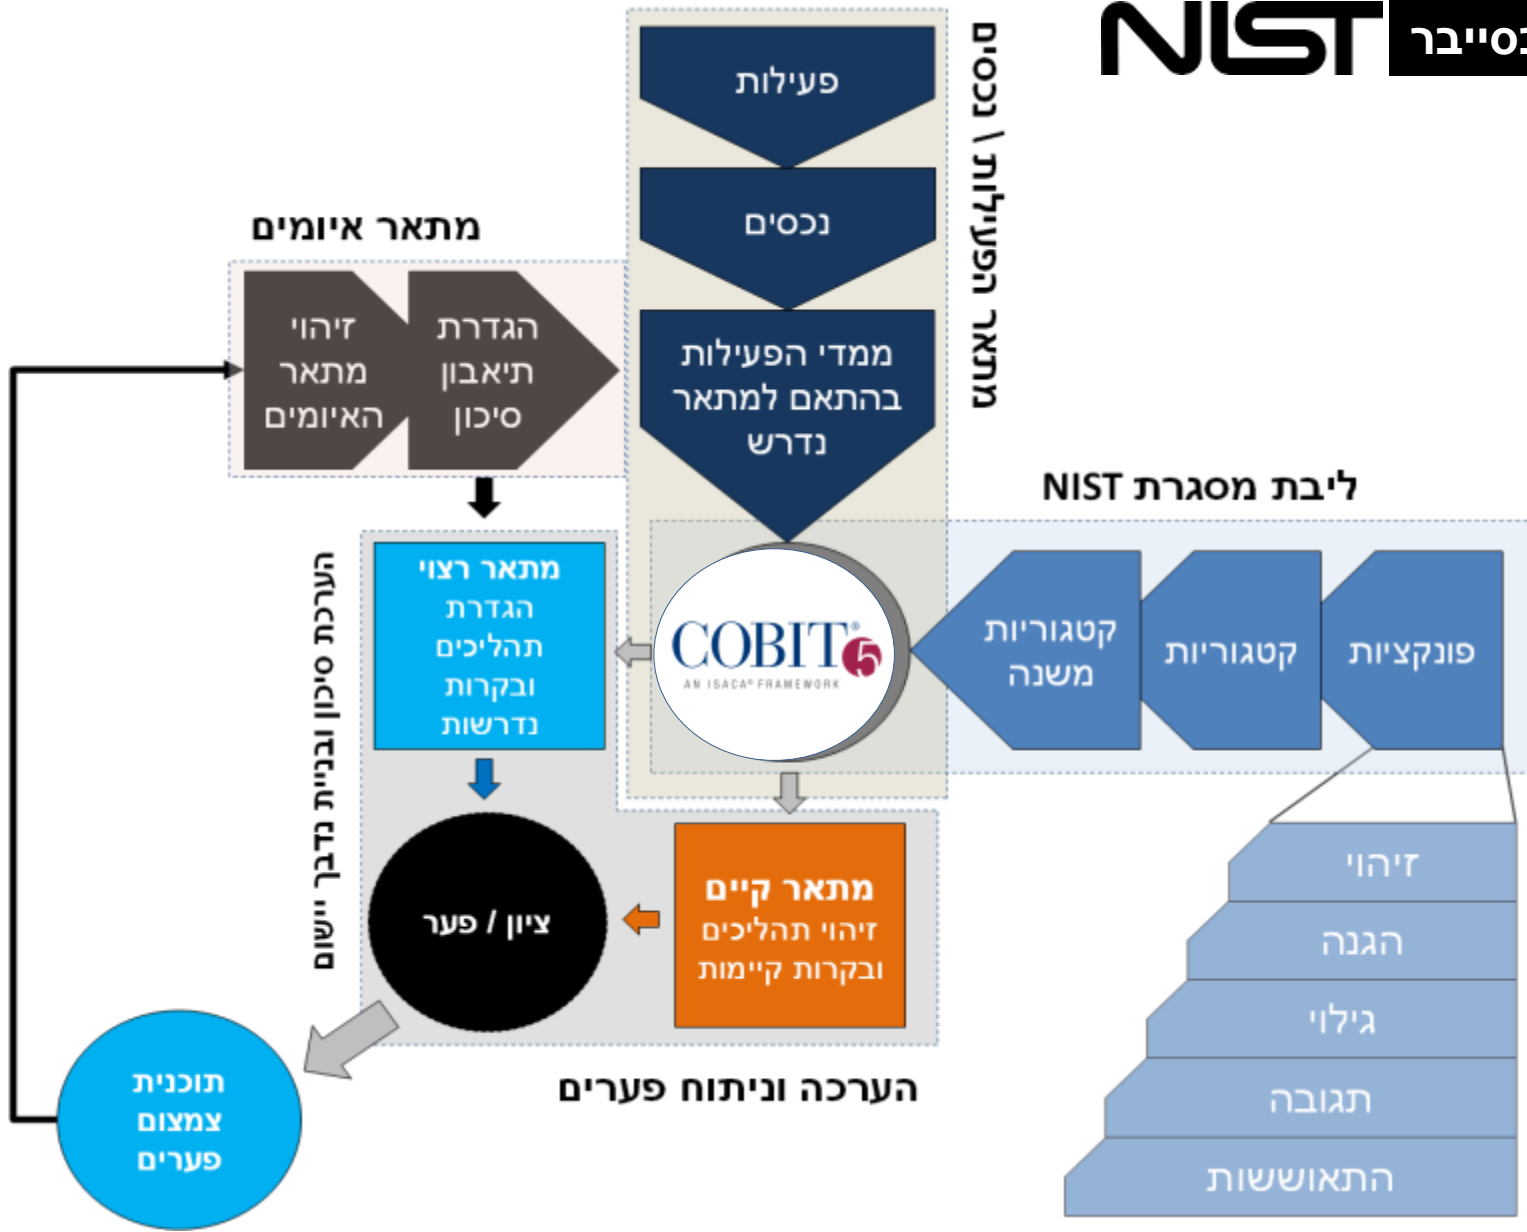 NIST
פעילות
נכסים
ממדי הפעילות
בהתאם למתאר
נדרש
מתאר הפעילות \ נכסים
מתאר איומים
זיהוי
מתאר
האיומים
הגדרת
תיאבון
סיכון
ליבת מסגרת NIST
פונקציות
קטגוריות
קטגוריות
משנה
COBIT® 5
AN ISACA® FRAMEWORK
מתאר רצוי
הגדרת
תהליכים
ובקרות
נדרשות
הערכת סיכון ובניית נדבך יישום
מתאר קיים
זיהוי תהליכים
ובקרות קיימות
ציון / פער
הערכה וניתוח פערים
תוכנית
צמצום
פערים
זיהוי
הגנה
גילוי
תגובה
התאוששות